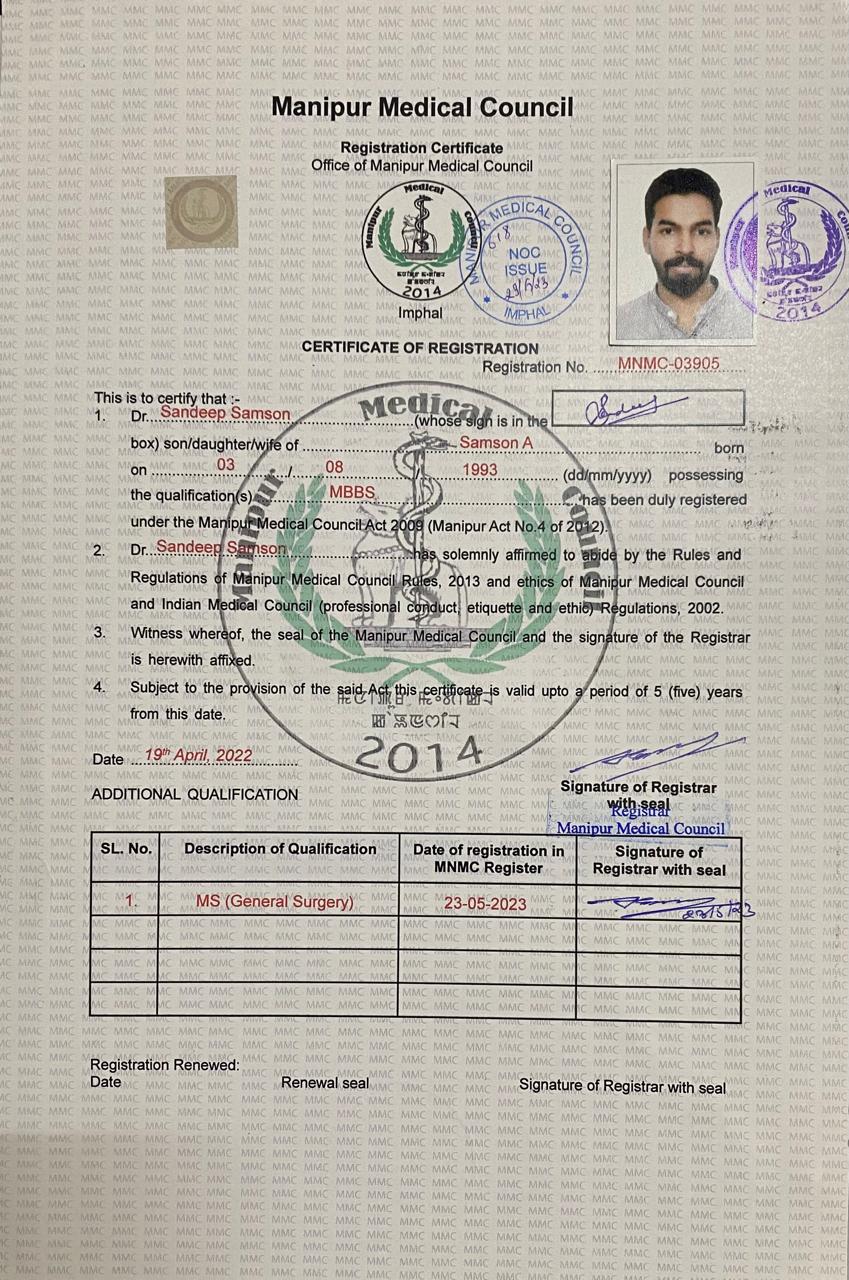 Manipur Medical Council
Registration Certificate
Office of Manipur Medical Council
Manipur Medical Council
2014
Imphal
MANIPUR MEDICAL COUNCIL
NOC
ISSUE
IMPHAL
Manipur Medical
2014
CERTIFICATE OF REGISTRATION
Registration No. ......MNMC-03905
This is to certify that :-
1. Dr. Sandeep Samson (whose sign is in the
box) son/daughter/wife of Samson A born
on 03 / 08 1993 (dd/mm/yyyy) possessing
the qualification(s) MBBS has been duly registered
under the Manipur Medical Council Act 2009 (Manipur Act No.4 of 2012).
2. Dr. Sandeep Samson has solemnly affirmed to abide by the Rules and
Regulations of Manipur Medical Council Rules, 2013 and ethics of Manipur Medical Council
and Indian Medical Council (professional conduct, etiquette and ethic) Regulations, 2002.
3. Witness whereof, the seal of the Manipur Medical Council and the signature of the Registrar
is herewith affixed.
4. Subject to the provision of the said Act, this certificate is valid upto a period of 5 (five) years
from this date.
Manipur Medical Council
2014
Date ...19th April, 2022
Signature of Registrar
with seal
Registrar
Manipur Medical Council
ADDITIONAL QUALIFICATION
SL. No. Description of Qualification Date of registration in MNMC Register Signature of Registrar with seal
1. MS (General Surgery) 23-05-2023 23/5/23
Registration Renewed:
Date Renewal seal Signature of Registrar with seal